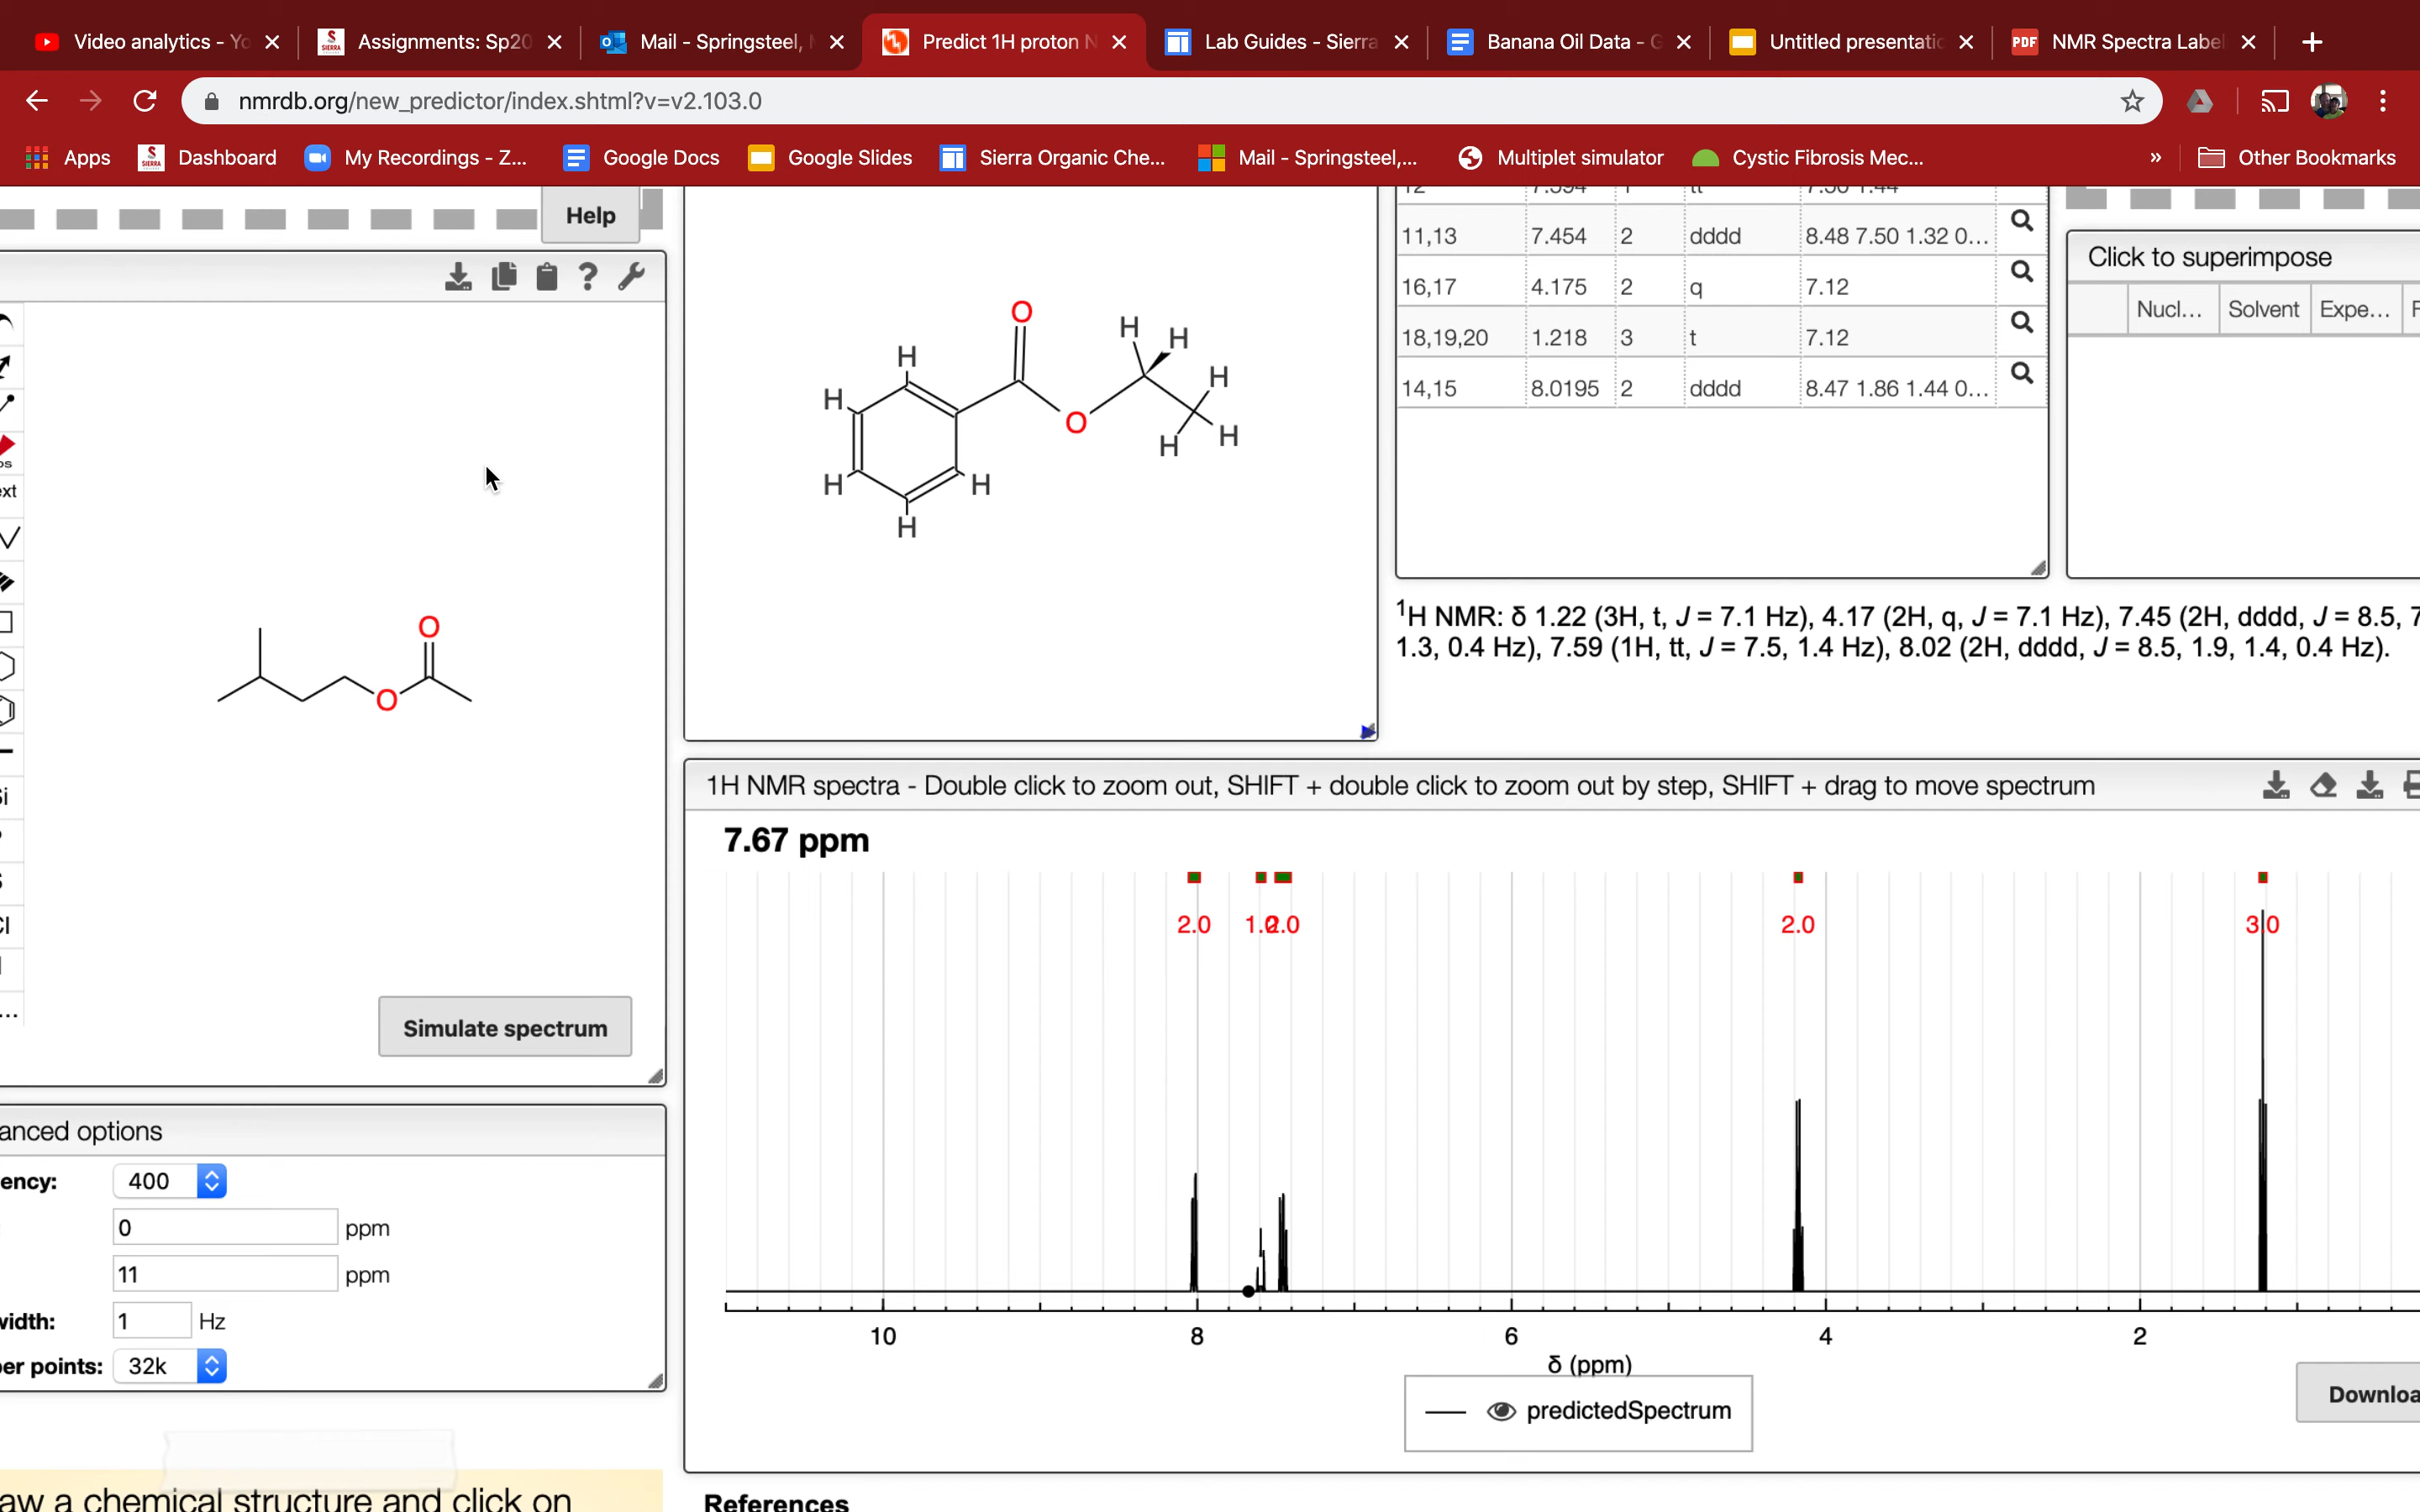 Video analytics - Yo
Assignments: Sp20
Mail - Springsteel, M
Predict 1H proton N
Lab Guides - Sierra
Banana Oil Data - G
Untitled presentatic
PDF
NMR Spectra Label
nmrdb.org/new_predictor/index.shtml?v=v2.103.0
Apps
Dashboard
My Recordings - Z...
Google Docs
Google Slides
Sierra Organic Che...
Mail - Springsteel,...
Multiplet simulator
Cystic Fibrosis Mec...
»
Other Bookmarks
Help
11,13 7.454 2 dddd 8.48 7.50 1.32 0...
16,17 4.175 2 q 7.12
18,19,20 1.218 3 t 7.12
14,15 8.0195 2 dddd 8.47 1.86 1.44 0...
Click to superimpose
Nucl... Solvent Expe...
O
H H
H H
H
O
H H
H H
H
O
O
¹H NMR: δ 1.22 (3H, t, J = 7.1 Hz), 4.17 (2H, q, J = 7.1 Hz), 7.45 (2H, dddd, J = 8.5, 7
1.3, 0.4 Hz), 7.59 (1H, tt, J = 7.5, 1.4 Hz), 8.02 (2H, dddd, J = 8.5, 1.9, 1.4, 0.4 Hz).
Simulate spectrum
anced options
ency: 400
0 ppm
11 ppm
width: 1 Hz
er points: 32k
aw a chemical structure and click on
1H NMR spectra - Double click to zoom out, SHIFT + double click to zoom out by step, SHIFT + drag to move spectrum
7.67 ppm
2.0 1.0 2.0 2.0 3.0
10 8 6 4 2
δ (ppm)
predictedSpectrum
Downloa
References